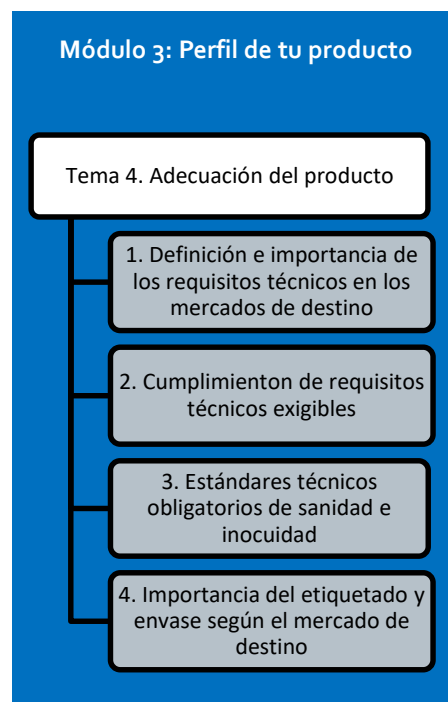 Módulo 3: Perfil de tu producto
Tema 4. Adecuación del producto
1. Definición e importancia de
los requisitos técnicos en los
mercados de destino
2. Cumplimienton de requisitos
técnicos exigibles
3. Estándares técnicos
obligatorios de sanidad e
inocuidad
4. Importancia del etiquetado y
envase según el mercado de
destino